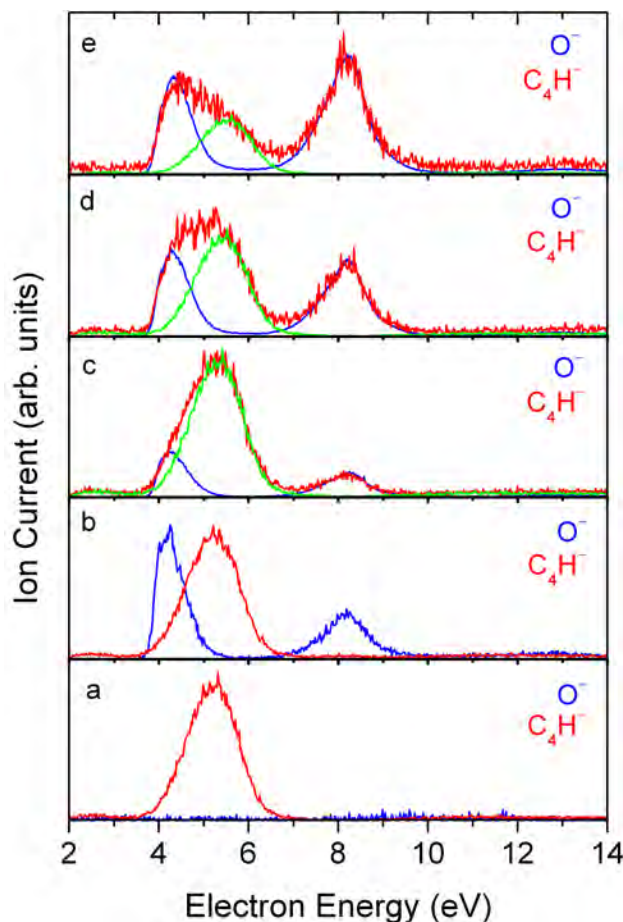 e
O⁻
C₄H⁻
d
O⁻
C₄H⁻
c
O⁻
C₄H⁻
b
O⁻
C₄H⁻
a
O⁻
C₄H⁻
Ion Current (arb. units)
2 4 6 8 10 12 14
Electron Energy (eV)